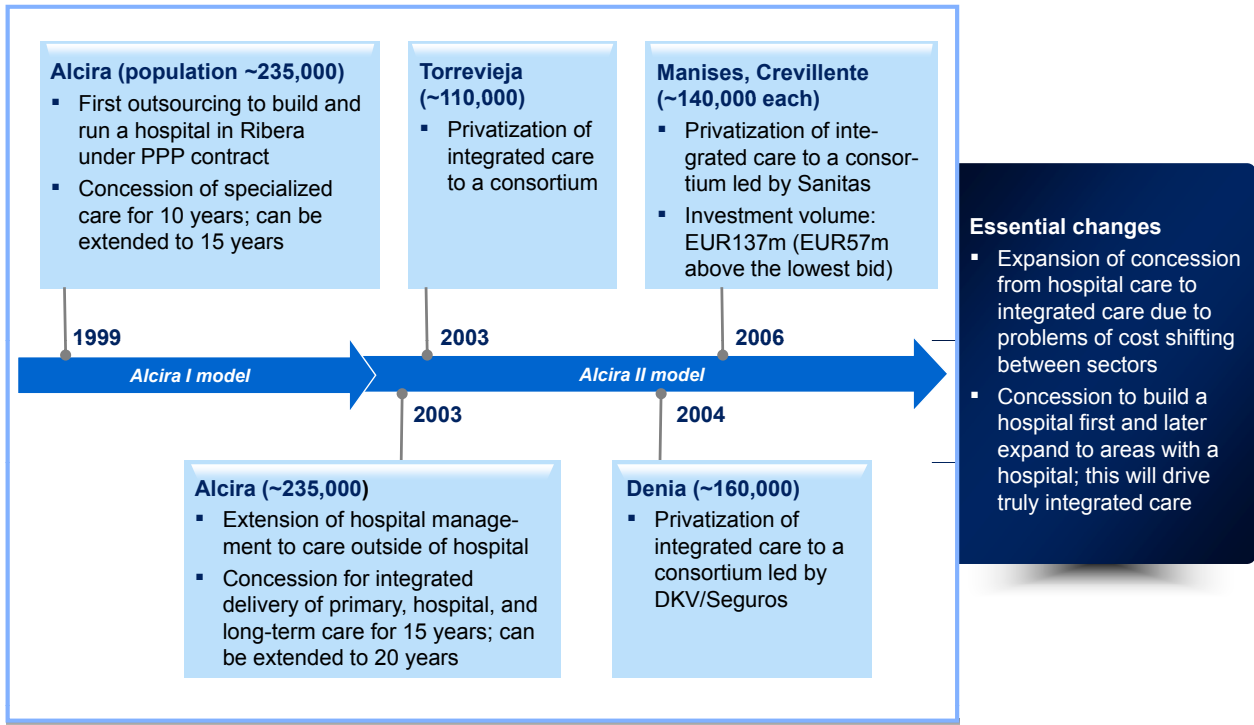 Alcira (population ~235,000)
▪ First outsourcing to build and
run a hospital in Ribera
under PPP contract
▪ Concession of specialized
care for 10 years; can be
extended to 15 years
Torrevieja
(~110,000)
▪ Privatization of
integrated care
to a consortium
Manises, Crevillente
(~140,000 each)
▪ Privatization of inte-
grated care to a consor-
tium led by Sanitas
▪ Investment volume:
EUR137m (EUR57m
above the lowest bid)
1999
2003
2006
Alcira I model
Alcira II model
2003
2004
Alcira (~235,000)
▪ Extension of hospital manage-
ment to care outside of hospital
▪ Concession for integrated
delivery of primary, hospital, and
long-term care for 15 years; can
be extended to 20 years
Denia (~160,000)
▪ Privatization of
integrated care to a
consortium led by
DKV/Seguros
Essential changes
▪ Expansion of concession
from hospital care to
integrated care due to
problems of cost shifting
between sectors
▪ Concession to build a
hospital first and later
expand to areas with a
hospital; this will drive
truly integrated care